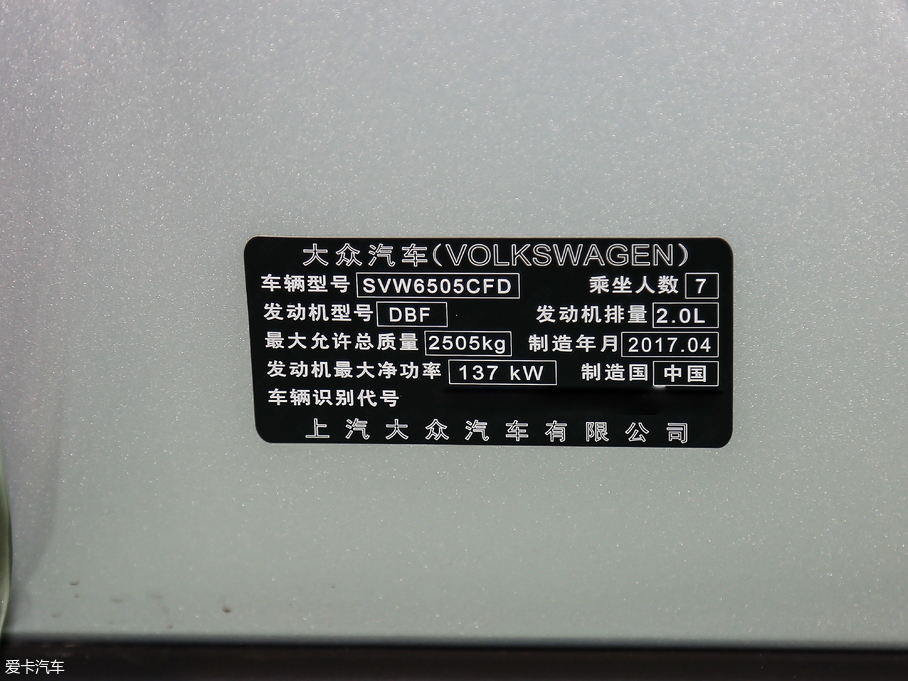 大众汽车(VOLKSWAGEN)
车辆型号 SVW6505CFD 乘坐人数 7
发动机型号 DBF 发动机排量 2.0L
最大允许总质量 2505kg 制造年月 2017.04
发动机最大净功率 137 kW 制造国 中国
车辆识别代号
上汽大众汽车有限公司
爱卡汽车